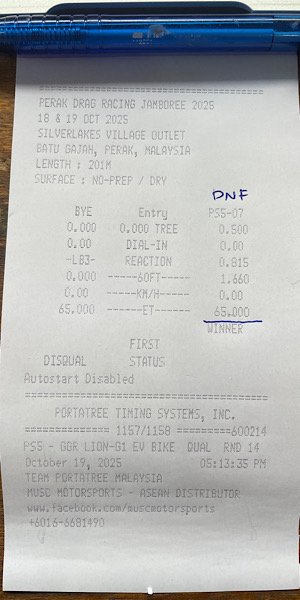 ==========================================
PERAK DRAG RACING JAMBOREE 2025
18 & 19 OCT 2025
SILVERLAKES VILLAGE OUTLET
BATU GAJAH, PERAK, MALAYSIA
LENGTH : 201M
SURFACE : NO-PREP / DRY
DNF
BYE Entry PS5-07
0.000 0.000 TREE 0.500
0.00 DIAL-IN 0.00
-LB3- REACTION 0.815
0.000 -----60FT----- 1.660
0.00 -----KM/H----- 0.00
65.000 ------ET------ 65.000
WINNER
FIRST
DISQUAL STATUS
Autostart Disabled
==========================================
PORTATREE TIMING SYSTEMS, INC.
============= 1157/1158 =========600214
PS5 - GGR LION-G1 EV BIKE QUAL RND 14
October 19, 2025 05:13:35 PM
TEAM PORTATREE MALAYSIA
MUSC MOTORSPORTS - ASEAN DISTRIBUTOR
www.facebook.com/muscmotorsports
+6016-6681490